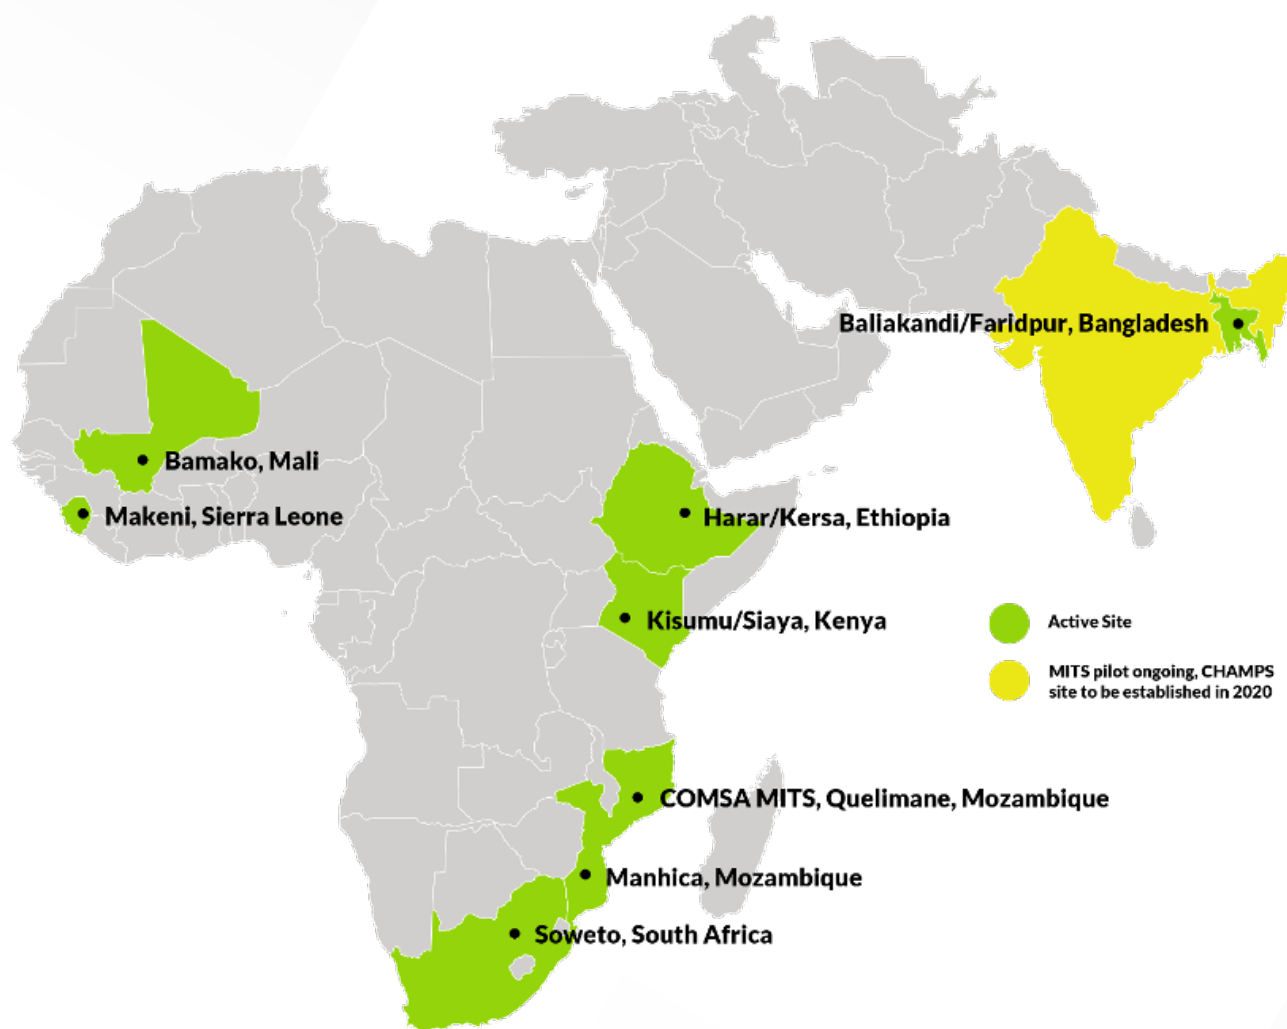 Baliakandi/Faridpur, Bangladesh
Bamako, Mali
Makeni, Sierra Leone
Harar/Kersa, Ethiopia
Kisumu/Siaya, Kenya
Active Site
MITS pilot ongoing, CHAMPS
site to be established in 2020
COMSA MITS, Quelimane, Mozambique
Manhica, Mozambique
Soweto, South Africa